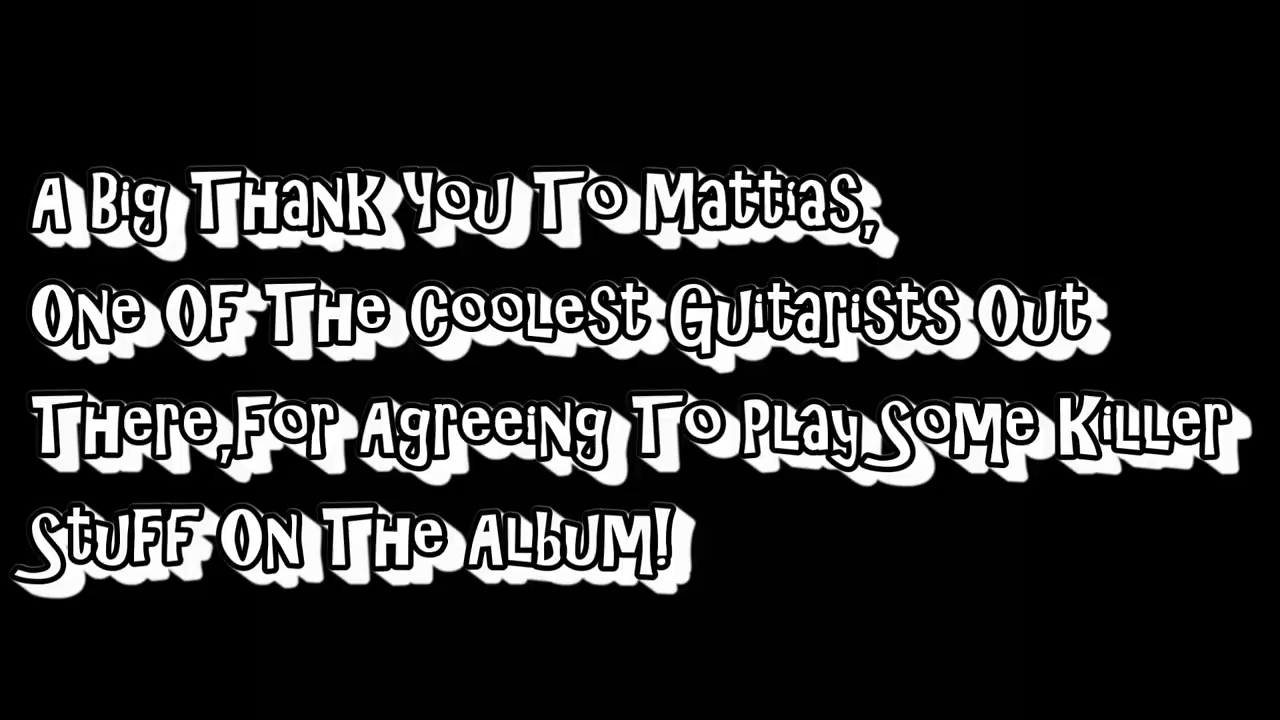 A Big Thank You To Mattias,
One Of The Coolest Guitarists Out
There,For Agreeing To Play Some Killer
Stuff On The Album!